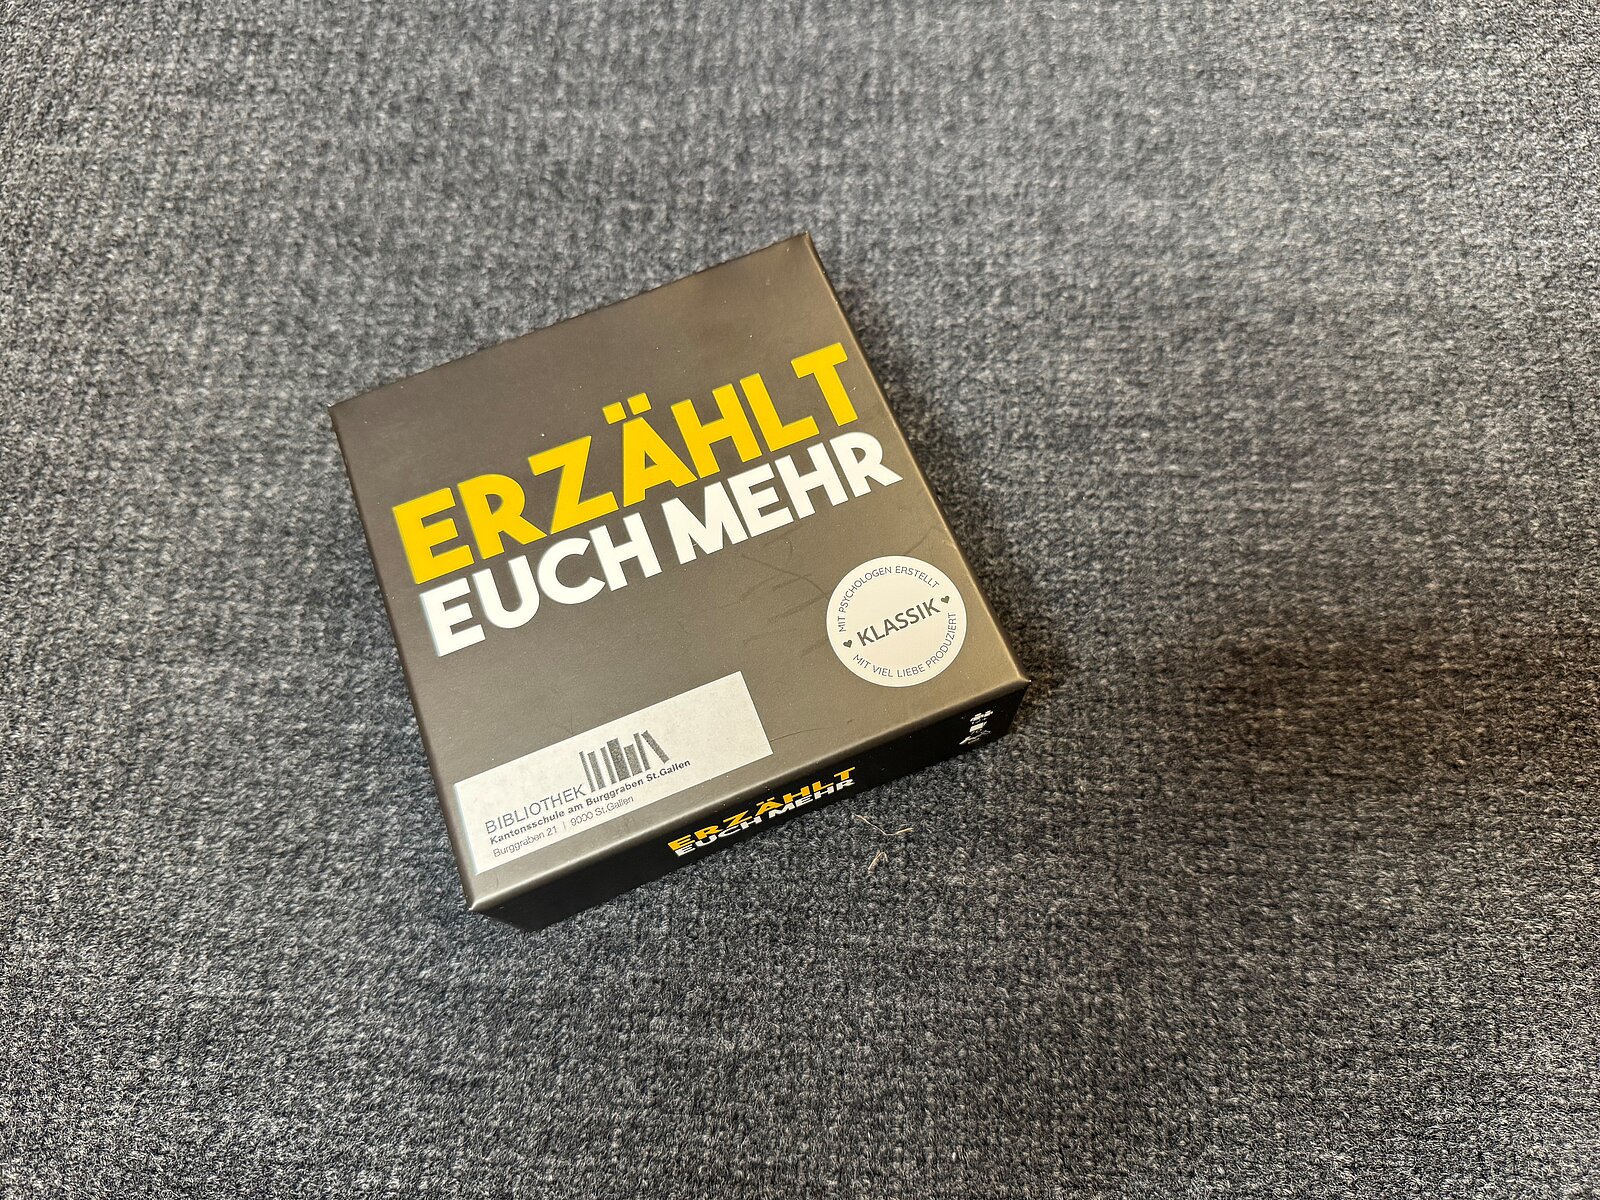 ERZÄHLT
EUCH MEHR
MIT PSYCHOLOGEN ERSTELLT
KLASSIK
MIT VIEL LIEBE PRODUZIERT
BIBLIOTHEK
Kantonsschule am Burggraben St.Gallen
Burggraben 21 | 9000 St.Gallen
ERZÄHLT
EUCH MEHR